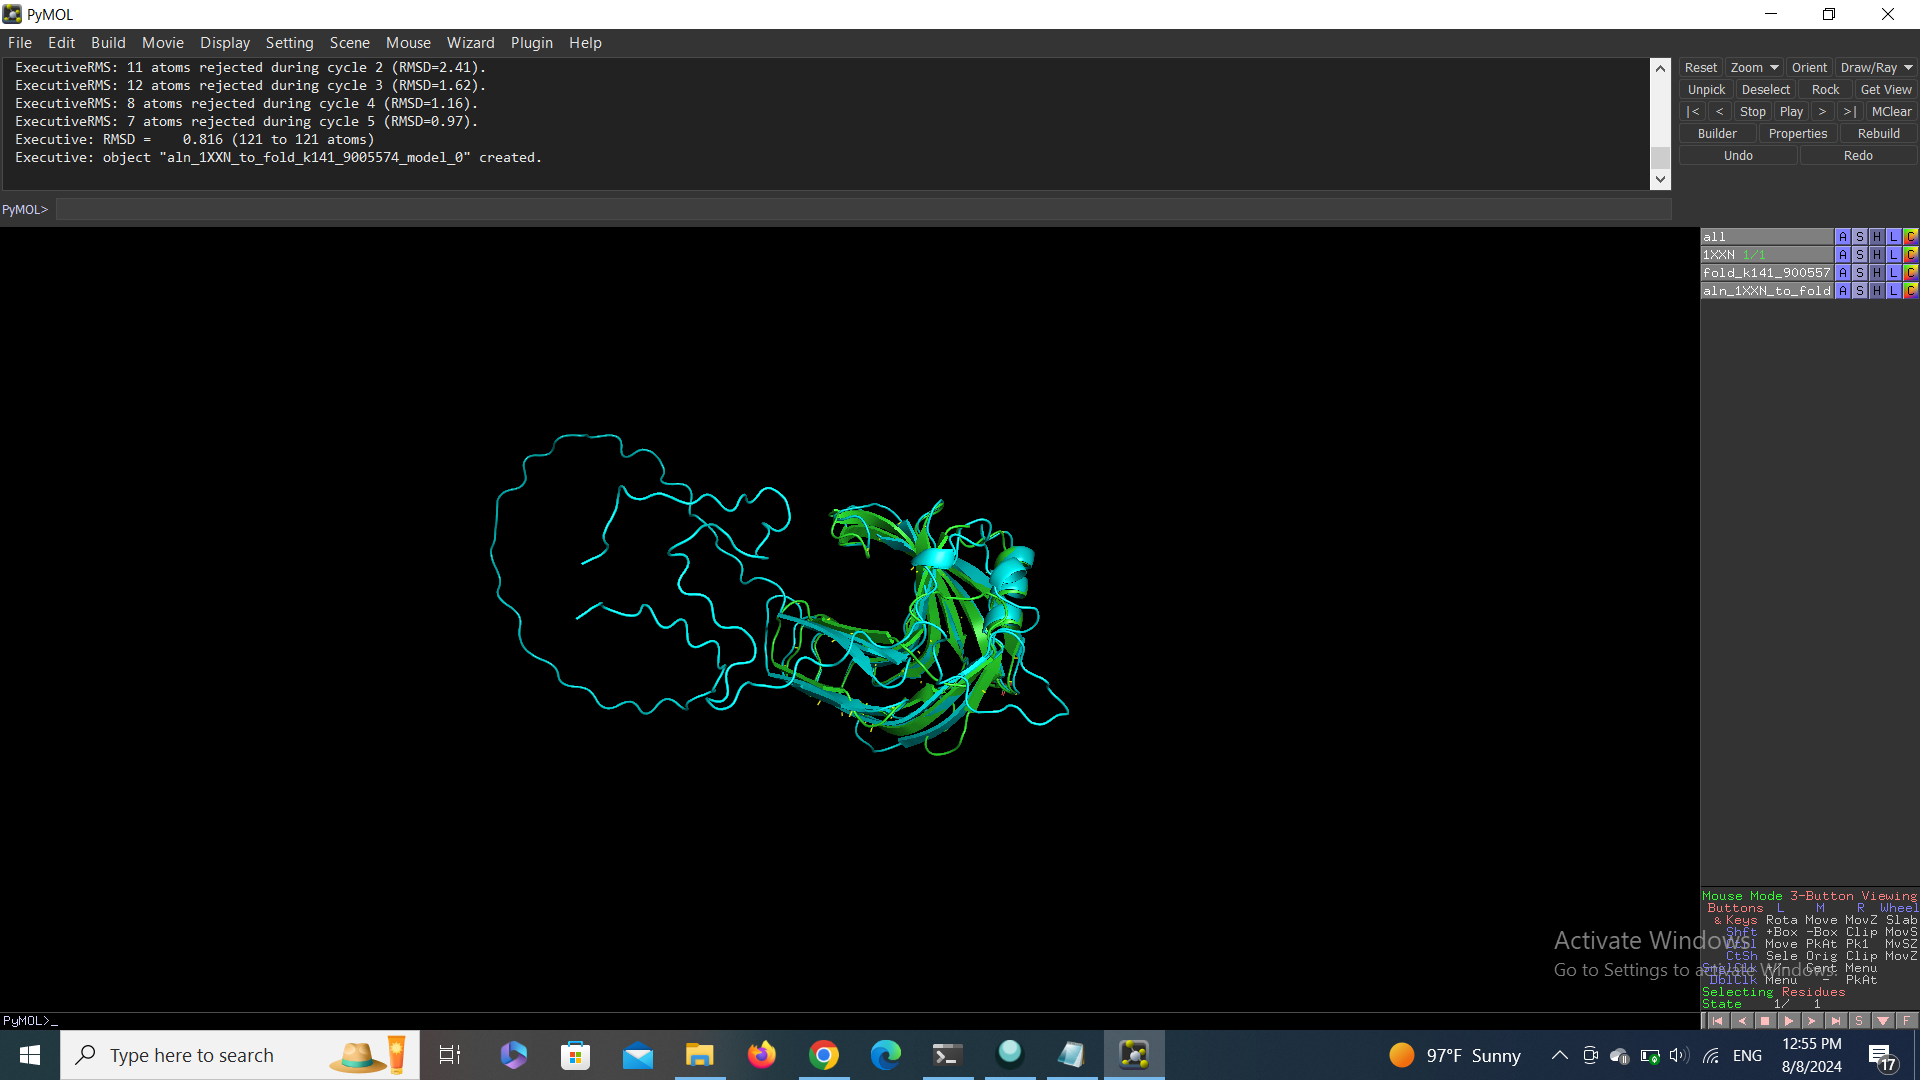 PyMOL
File Edit Build Movie Display Setting Scene Mouse Wizard Plugin Help
ExecutiveRMS: 11 atoms rejected during cycle 2 (RMSD=2.41).
ExecutiveRMS: 12 atoms rejected during cycle 3 (RMSD=1.62).
ExecutiveRMS: 8 atoms rejected during cycle 4 (RMSD=1.16).
ExecutiveRMS: 7 atoms rejected during cycle 5 (RMSD=0.97).
Executive: RMSD = 0.816 (121 to 121 atoms)
Executive: object "aln_1XXN_to_fold_k141_9005574_model_0" created.
PyMOL>
Reset Zoom Orient Draw/Ray
Unpick Deselect Rock Get View
|< < Stop Play > >| MClear
Builder Properties Rebuild
Undo Redo
all A S H L C
1XXN 1/1 A S H L C
fold_k141_900557 A S H L C
aln_1XXN_to_fold A S H L C
Mouse Mode 3-Button Viewing
Buttons L M R Wheel
& Keys Rota Move MovZ Slab
Shft +Box -Box Clip MovS
Move PkAt Pk1 MvSZ
CtSh Sele Orig Clip MovZ
+/- Cent Menu
DblClk Menu - PkAt
Selecting Residues
State 1/ 1
Activate Windows
Go to Settings to activate Windows.
PyMOL>_
S F
Type here to search
97°F Sunny
ENG
12:55 PM
8/8/2024
17